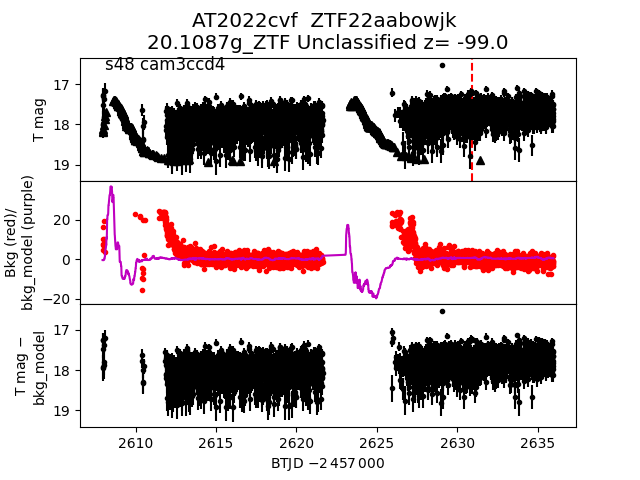 AT2022cvf  ZTF22aabowjk
20.1087g_ZTF Unclassified z= -99.0
s48 cam3ccd4
T mag
17
18
19
Bkg (red)/
bkg_model (purple)
20
0
−20
T mag −
bkg_model
17
18
19
2610 2615 2620 2625 2630 2635
BTJD −2 457 000